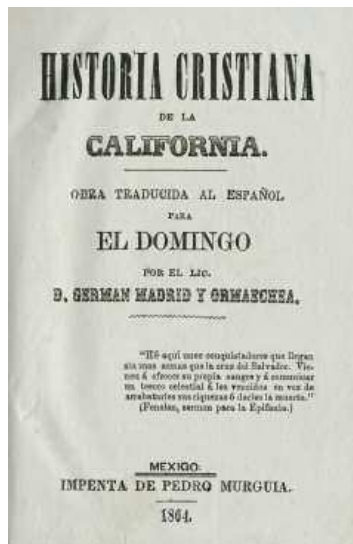 HISTORIA CRISTIANA
DE LA
CALIFORNIA.
OBRA TRADUCIDA AL ESPAÑOL
PARA
EL DOMINGO
POR EL LIC.
D. GERMAN MADRID Y ORMAECHEA.
"Hé aquí unos conquistadores que llegan
sin mas armas que la cruz del Salvador. Vie-
nen á ofrecer su propia sangre y á comunicar
un tesoro celestial á los vencidos en vez de
arrebatarles sus riquezas ó darles la muerte."
(Fenelon, sermon para la Epifanía.)
MEXICO:
IMPENTA DE PEDRO MURGUIA.
1864.